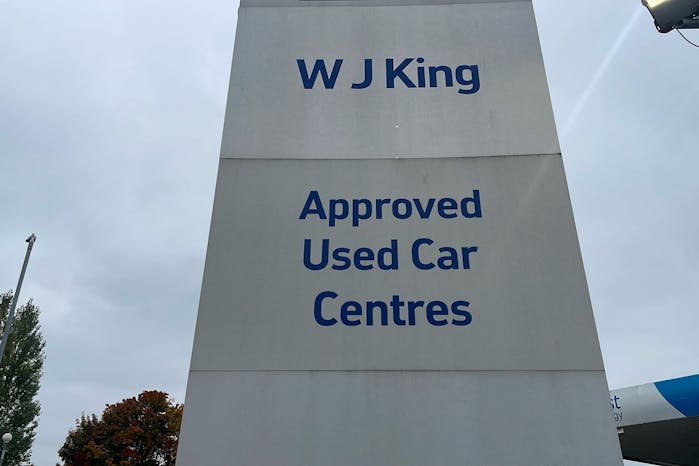 W J King
Approved
Used Car
Centres